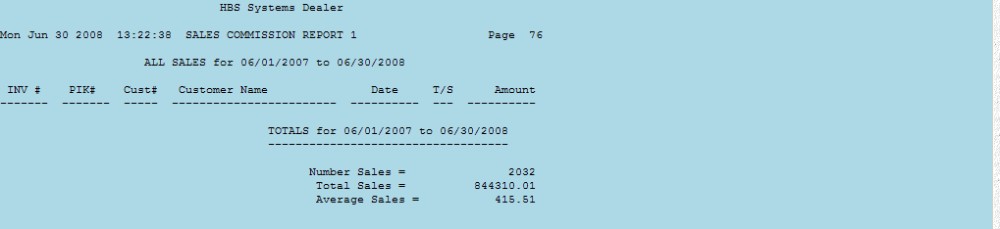 HBS Systems Dealer
Mon Jun 30 2008 13:22:38 SALES COMMISSION REPORT 1 Page 76
ALL SALES for 06/01/2007 to 06/30/2008
INV # PIK# Cust# Customer Name Date T/S Amount
------- ------ ----- ----------------------- ---------- --- ----------
TOTALS for 06/01/2007 to 06/30/2008
-----------------------------------
Number Sales = 2032
Total Sales = 844310.01
Average Sales = 415.51